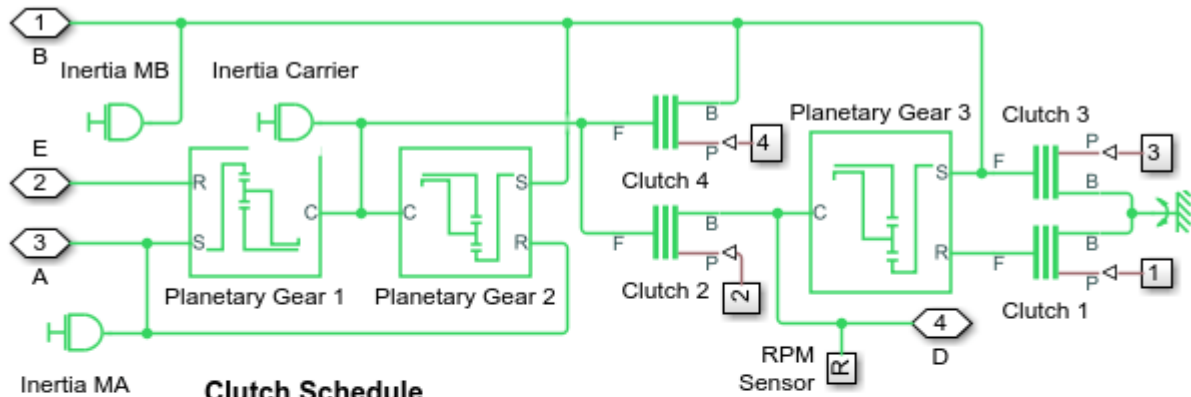 1
B
Inertia MB
Inertia Carrier
B
F
P
4
Clutch 4
Planetary Gear 3
Clutch 3
P
3
F
B
E
2
R
C
S
3
A
Planetary Gear 1
C
S
R
Planetary Gear 2
B
F
P
Clutch 2
2
C
S
R
F
B
P
1
Clutch 1
Inertia MA
RPM
Sensor
R
4
D
Clutch Schedule